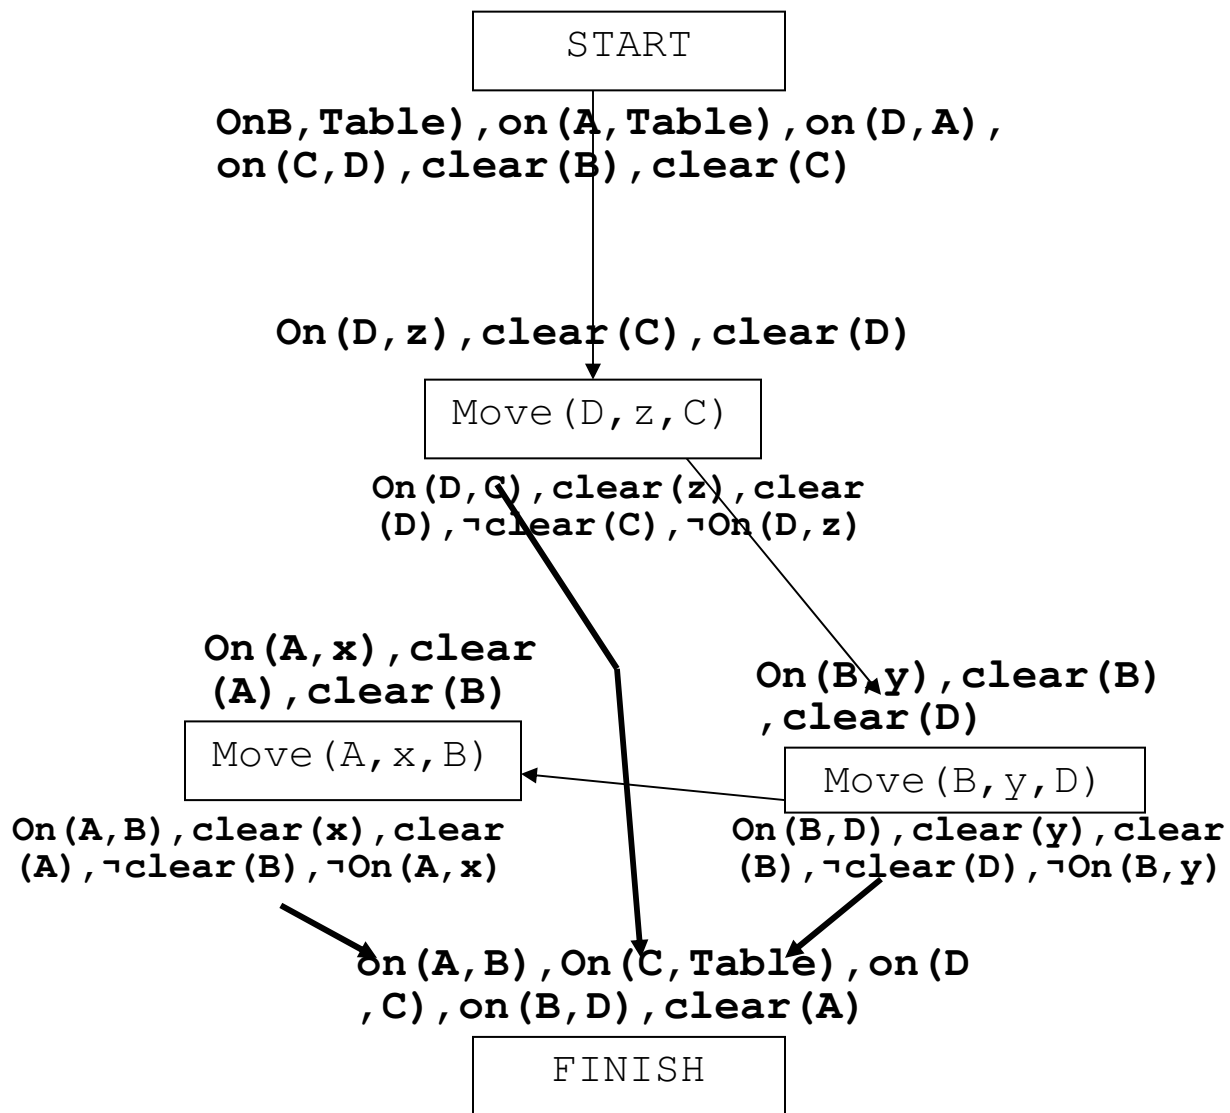 START
OnB,Table),on(A,Table),on(D,A),
on(C,D),clear(B),clear(C)
On(D,z),clear(C),clear(D)
Move(D,z,C)
On(D,C),clear(z),clear
(D),¬clear(C),¬On(D,z)
On(A,x),clear
(A),clear(B)
Move(A,x,B)
On(A,B),clear(x),clear
(A),¬clear(B),¬On(A,x)
On(B,y),clear(B)
,clear(D)
Move(B,y,D)
On(B,D),clear(y),clear
(B),¬clear(D),¬On(B,y)
on(A,B),On(C,Table),on(D
,C),on(B,D),clear(A)
FINISH